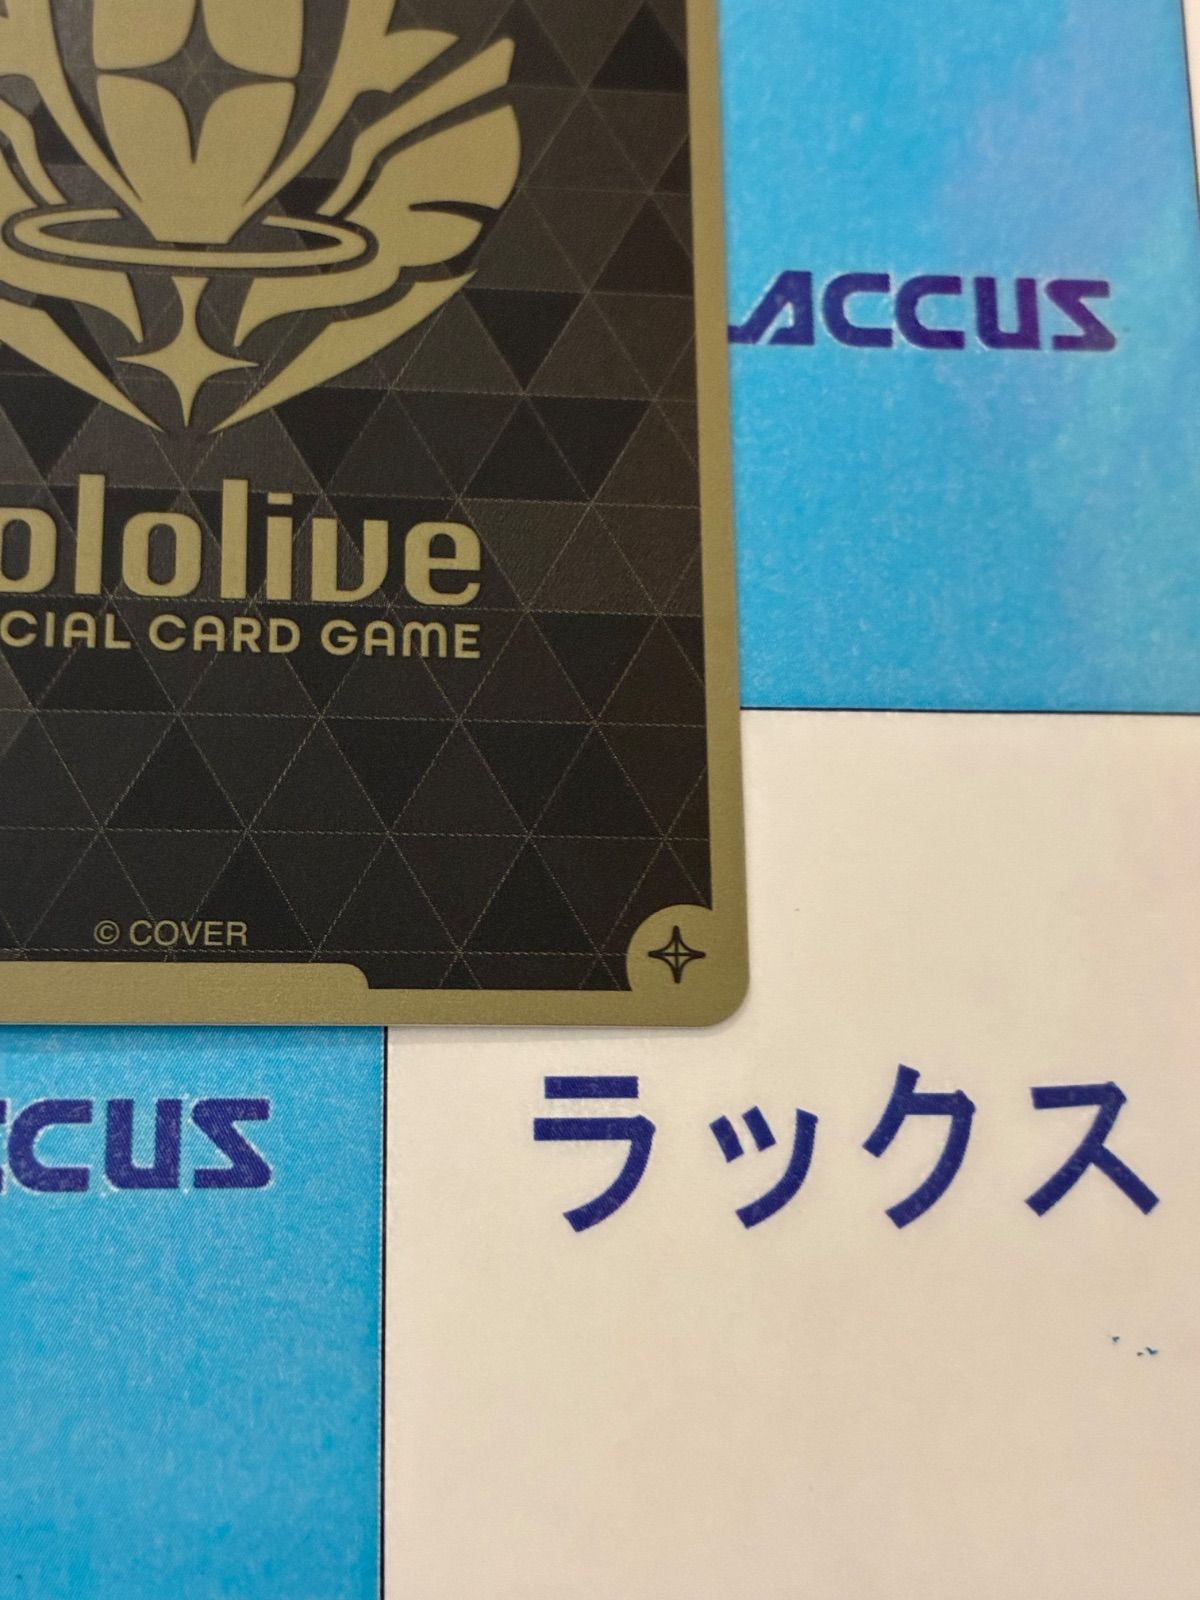 ACCUS
ololive
CIAL CARD GAME
© COVER
CCUS
ラックス